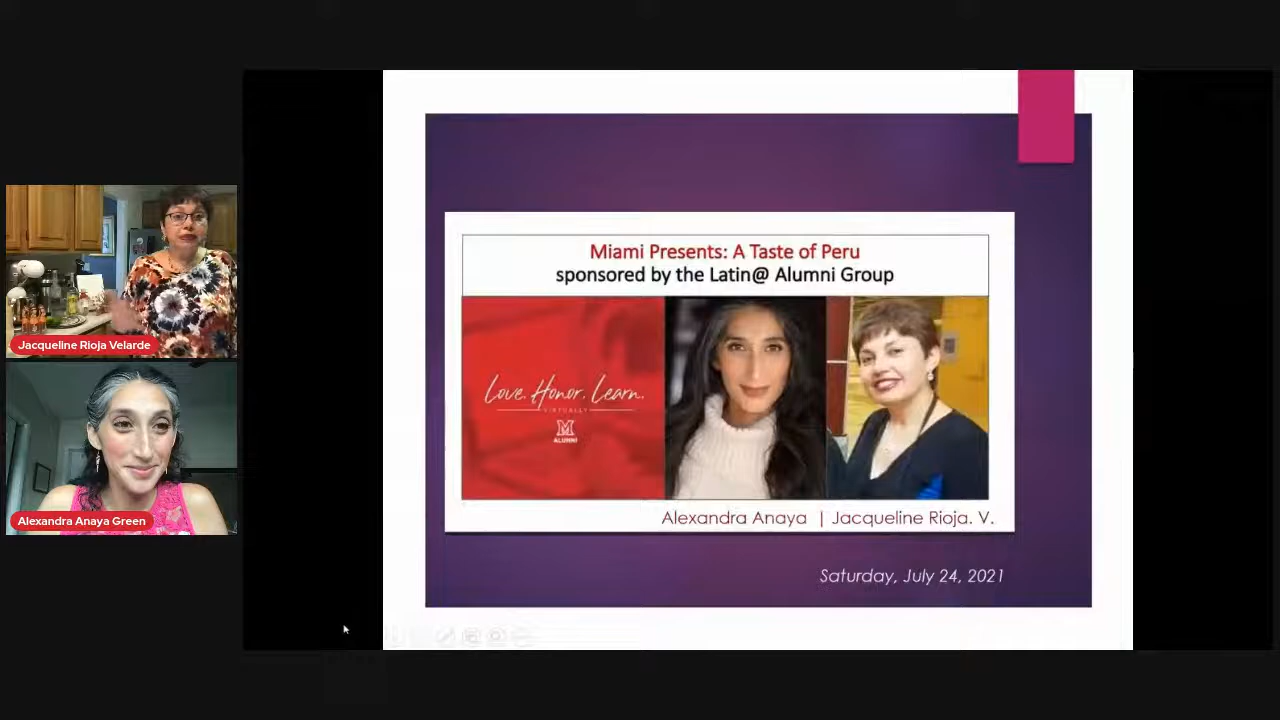 Miami Presents: A Taste of Peru
sponsored by the Latin@ Alumni Group
Love. Honor. Learn.
VIRTUALLY
M
ALUMNI
Alexandra Anaya | Jacqueline Rioja. V.
Saturday, July 24, 2021
Jacqueline Rioja Velarde
Alexandra Anaya Green